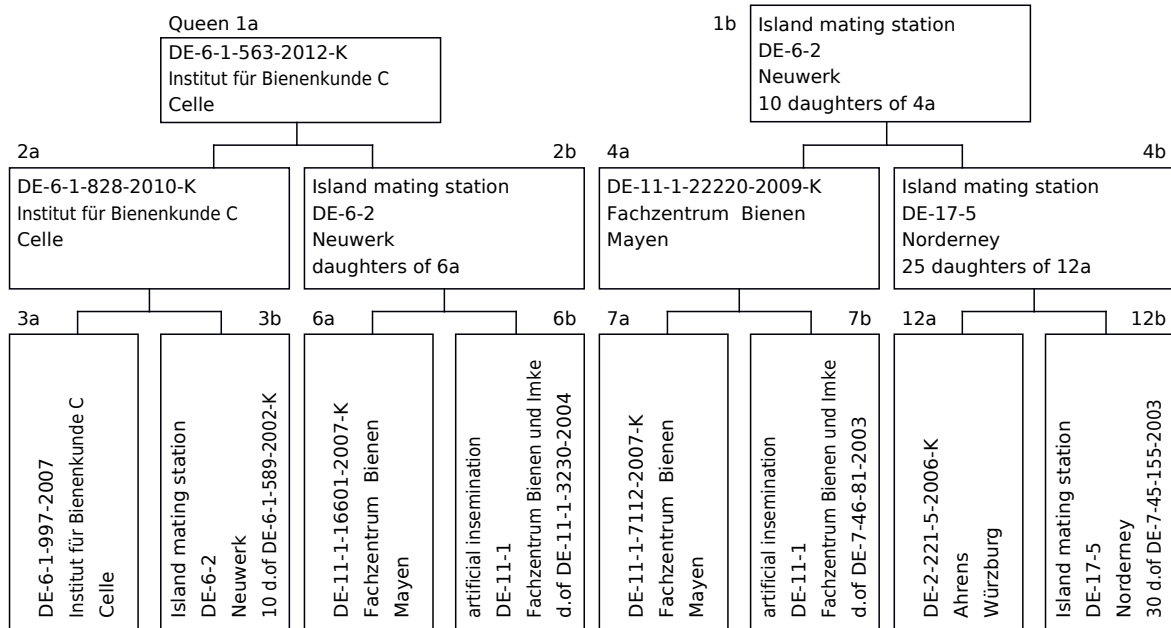 Queen 1a
DE-6-1-563-2012-K
Institut für Bienenkunde C
Celle
1b
Island mating station
DE-6-2
Neuwerk
10 daughters of 4a
2a
DE-6-1-828-2010-K
Institut für Bienenkunde C
Celle
2b
Island mating station
DE-6-2
Neuwerk
daughters of 6a
4a
DE-11-1-22220-2009-K
Fachzentrum Bienen
Mayen
4b
Island mating station
DE-17-5
Norderney
25 daughters of 12a
3a
DE-6-1-997-2007
Institut für Bienenkunde C
Celle
3b
Island mating station
DE-6-2
Neuwerk
10 d.of DE-6-1-589-2002-K
6a
DE-11-1-16601-2007-K
Fachzentrum Bienen
Mayen
6b
artificial insemination
DE-11-1
Fachzentrum Bienen und Imke
d.of DE-11-1-3230-2004
7a
DE-11-1-7112-2007-K
Fachzentrum Bienen
Mayen
7b
artificial insemination
DE-11-1
Fachzentrum Bienen und Imke
d.of DE-7-46-81-2003
12a
DE-2-221-5-2006-K
Ahrens
Würzburg
12b
Island mating station
DE-17-5
Norderney
30 d.of DE-7-45-155-2003